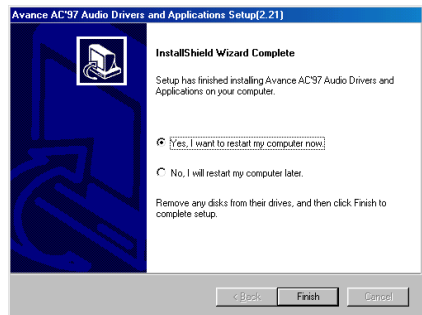 Avance AC'97 Audio Drivers and Applications Setup(2.21)
InstallShield Wizard Complete
Setup has finished installing Avance AC'97 Audio Drivers and
Applications on your computer.
Yes, I want to restart my computer now.
No, I will restart my computer later.
Remove any disks from their drives, and then click Finish to
complete setup.
< Back
Finish
Cancel